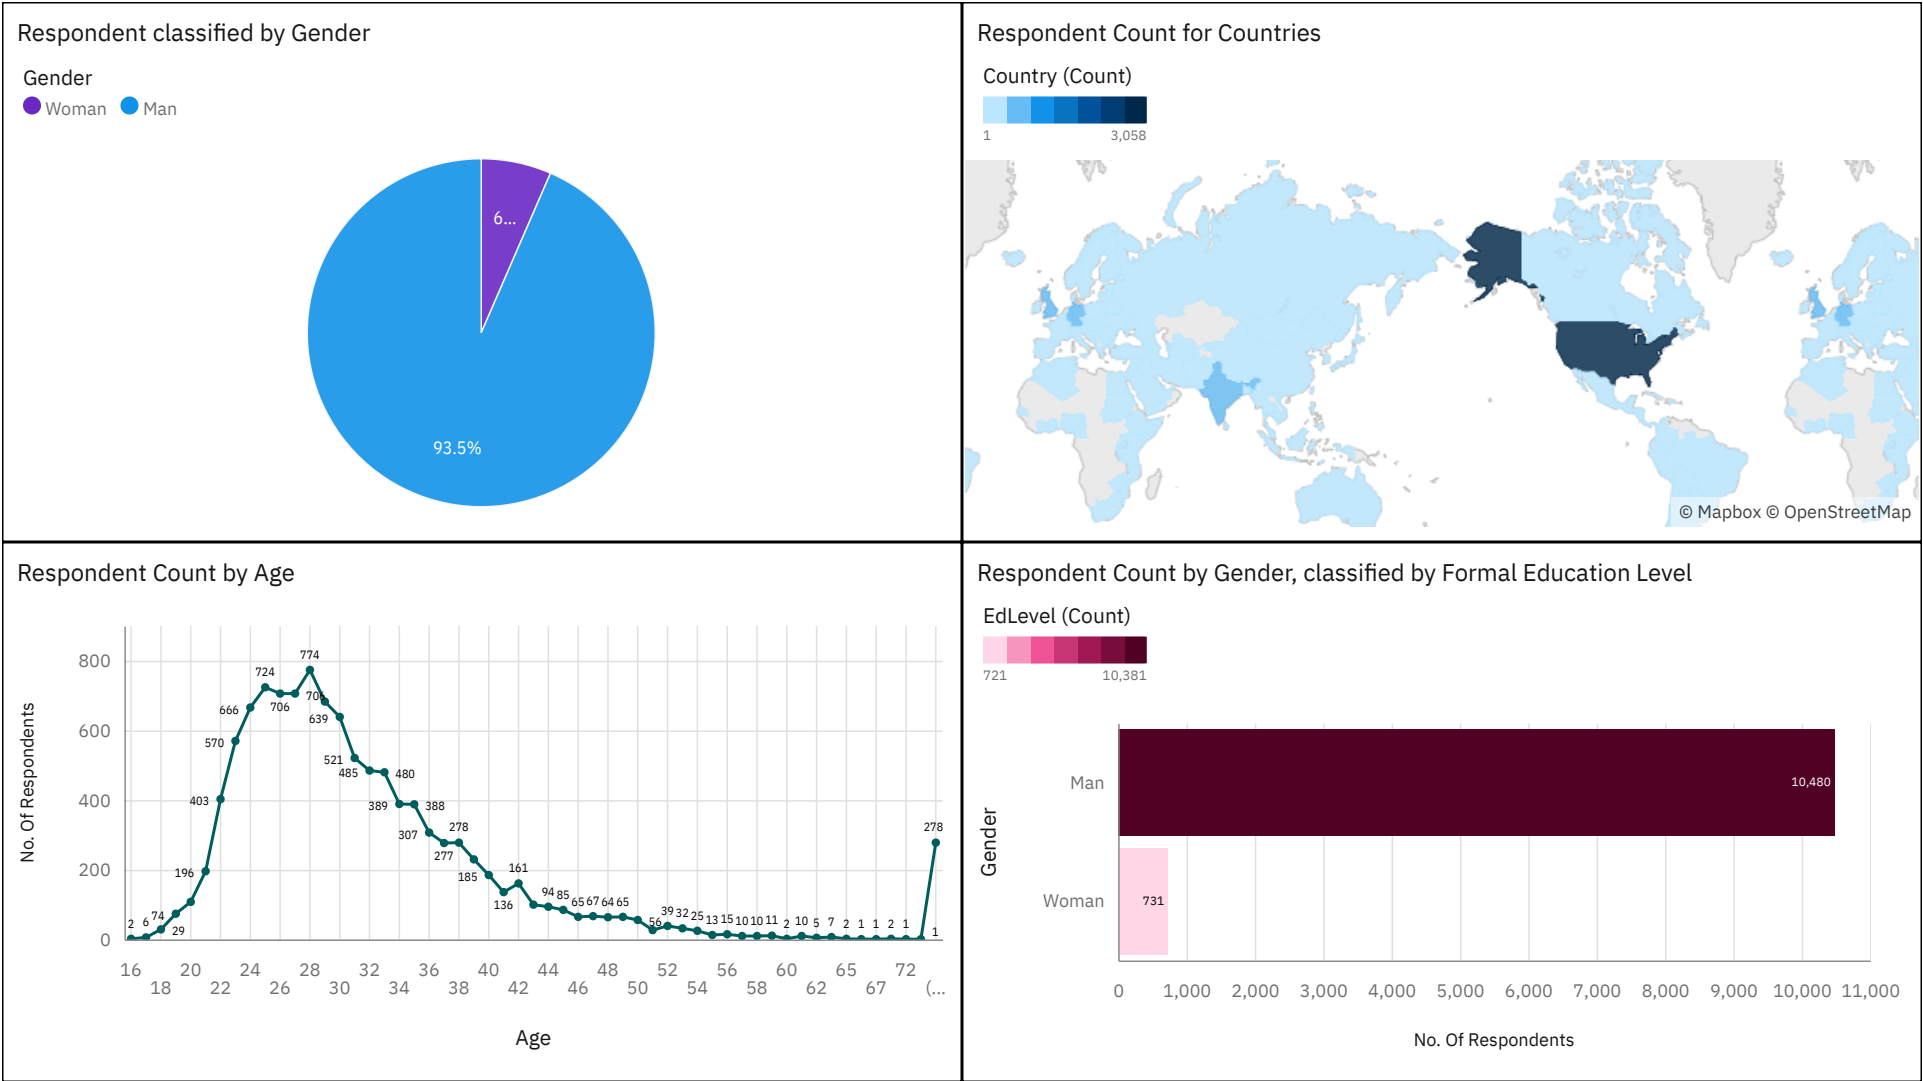 Respondent classified by Gender
Gender
Woman Man
6...
93.5%
Respondent Count for Countries
Country (Count)
1 3,058
© Mapbox © OpenStreetMap
Respondent Count by Age
No. Of Respondents
800
600
400
200
0
2 6 74 29 196 403 570 666 724 706 774 706 639 521 485 480 389 388 307 277 278 185 136 161 94 85 65 67 64 65 56 39 32 25 13 15 10 10 11 2 10 5 7 2 1 1 2 1 278 1
16 20 24 28 32 36 40 44 48 52 56 60 65 72
18 22 26 30 34 38 42 46 50 54 58 62 67 (...
Age
Respondent Count by Gender, classified by Formal Education Level
EdLevel (Count)
721 10,381
Gender
Man 10,480
Woman 731
0 1,000 2,000 3,000 4,000 5,000 6,000 7,000 8,000 9,000 10,000 11,000
No. Of Respondents